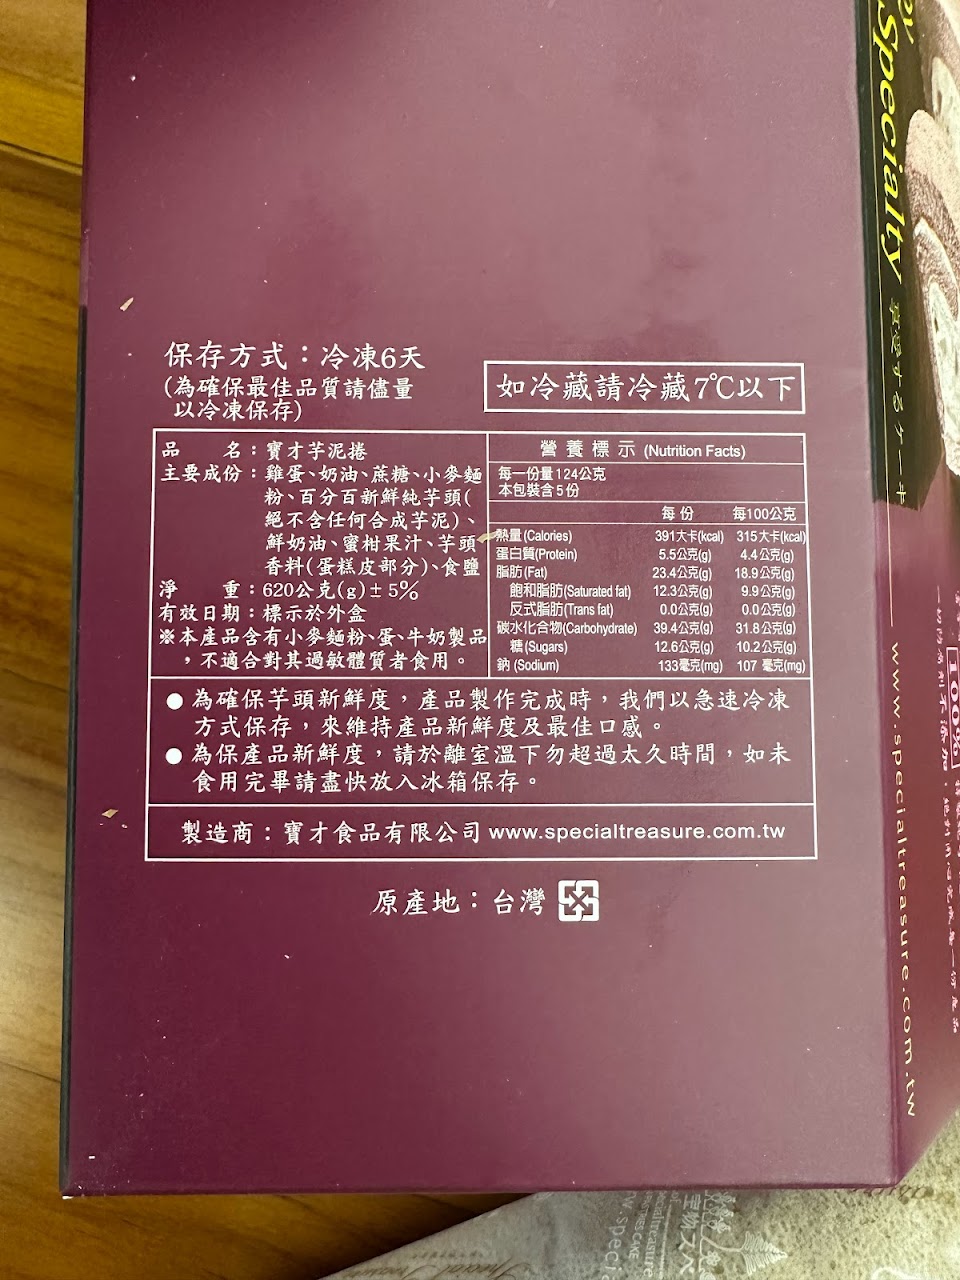 Specialty
保存方式：冷凍6天
(為確保最佳品質請儘量
以冷凍保存)
如冷藏請冷藏7℃以下
品　　名：寶才芋泥捲
主要成份：雞蛋、奶油、蔗糖、小麥麵
粉、百分百新鮮純芋頭(
絕不含任何合成芋泥)、
鮮奶油、蜜柑果汁、芋頭
香料(蛋糕皮部分)、食鹽
淨　　重：620公克(g)±5%
有效日期：標示於外盒
※本產品含有小麥麵粉、蛋、牛奶製品
，不適合對其過敏體質者食用。
營養標示 (Nutrition Facts)
每一份量124公克
本包裝含5份
每份 每100公克
熱量(Calories) 391大卡(kcal) 315大卡(kcal)
蛋白質(Protein) 5.5公克(g) 4.4公克(g)
脂肪(Fat) 23.4公克(g) 18.9公克(g)
飽和脂肪(Saturated fat) 12.3公克(g) 9.9公克(g)
反式脂肪(Trans fat) 0.0公克(g) 0.0公克(g)
碳水化合物(Carbohydrate) 39.4公克(g) 31.8公克(g)
糖(Sugars) 12.6公克(g) 10.2公克(g)
鈉(Sodium) 133毫克(mg) 107 毫克(mg)
●為確保芋頭新鮮度，產品製作完成時，我們以急速冷凍
方式保存，來維持產品新鮮度及最佳口感。
●為保產品新鮮度，請於離室溫下勿超過太久時間，如未
食用完畢請盡快放入冰箱保存。
製造商：寶才食品有限公司 www.specialtreasure.com.tw
原產地：台灣
100%
www.specialtreasure.com.tw